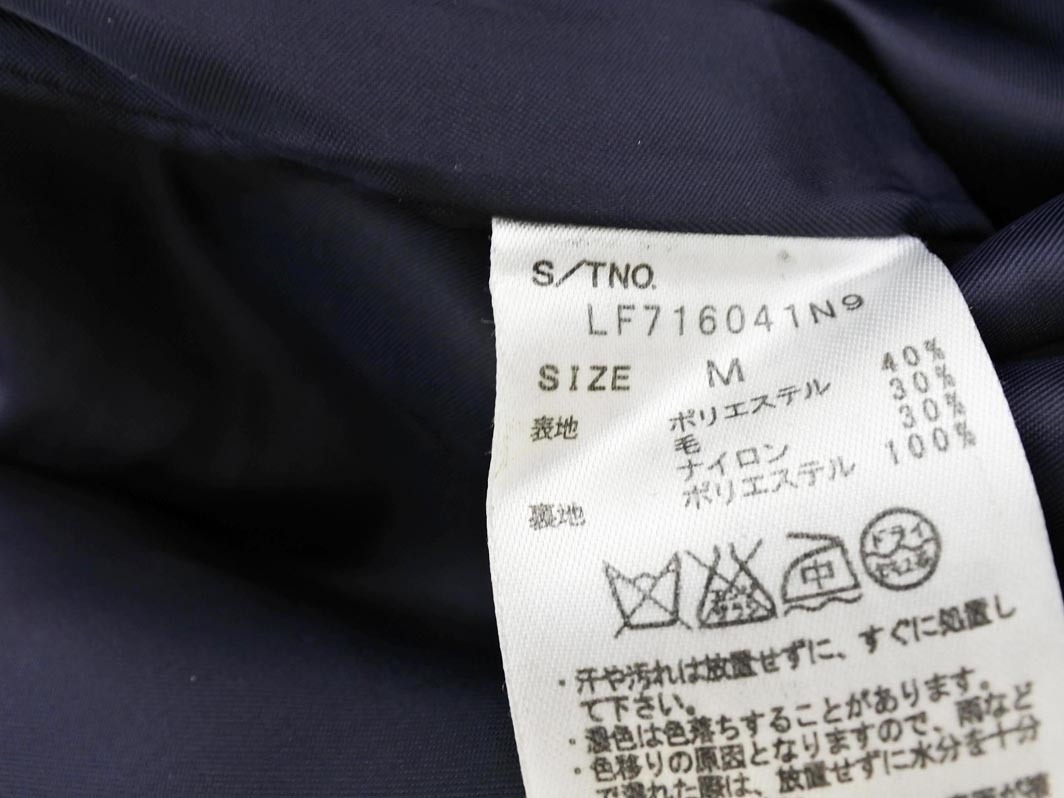 S/TNO.
LF716041N9
SIZE M
表地 ポリエステル 40%
毛 30%
ナイロン 30%
裏地 ポリエステル 100%
中
ドライ
セキユ系
・汗や汚れは放置せずに、すぐに処置し
て下さい。
・濃色は色落ちすることがあります。
・色移りの原因となりますので、雨など
で濡れた際は、放置せずに水分を十分